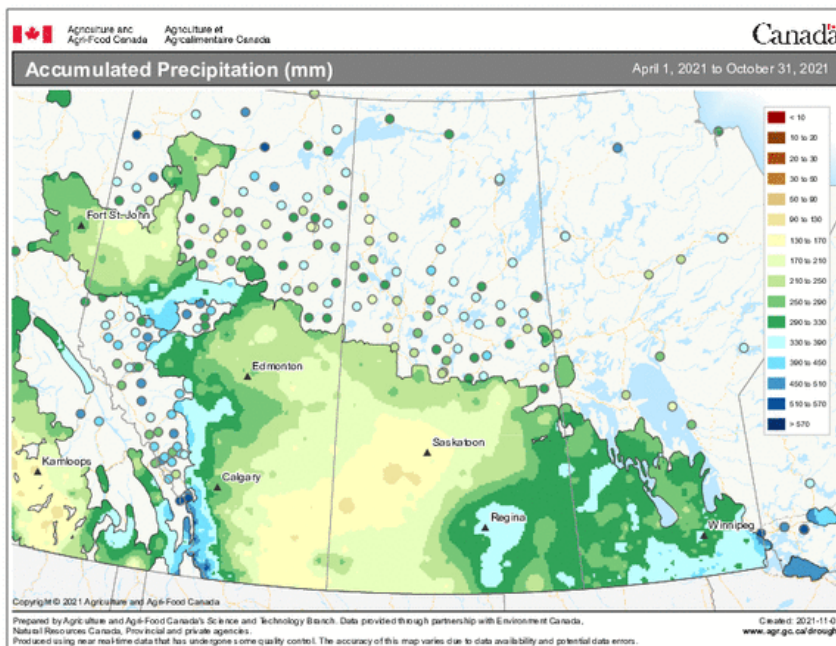 Agriculture and
Agri-Food Canada
Agriculture et
Agroalimentaire Canada
Canada
Accumulated Precipitation (mm)
April 1, 2021 to October 31, 2021
< 10
10 to 20
20 to 30
30 to 50
50 to 90
90 to 130
130 to 170
170 to 210
210 to 250
250 to 290
290 to 330
330 to 390
390 to 450
450 to 510
510 to 570
> 570
Fort St. John
Edmonton
Saskatoon
Kamloops
Calgary
Regina
Winnipeg
Copyright © 2021 Agriculture and Agri-Food Canada
Prepared by Agriculture and Agri-Food Canada's Science and Technology Branch. Data provided through partnership with Environment Canada,
Natural Resources Canada, Provincial and private agencies.
Produced using near real-time data that has undergone some quality control. The accuracy of this map varies due to data availability and potential data errors.
Created: 2021-11-0
www.agr.gc.ca/drough